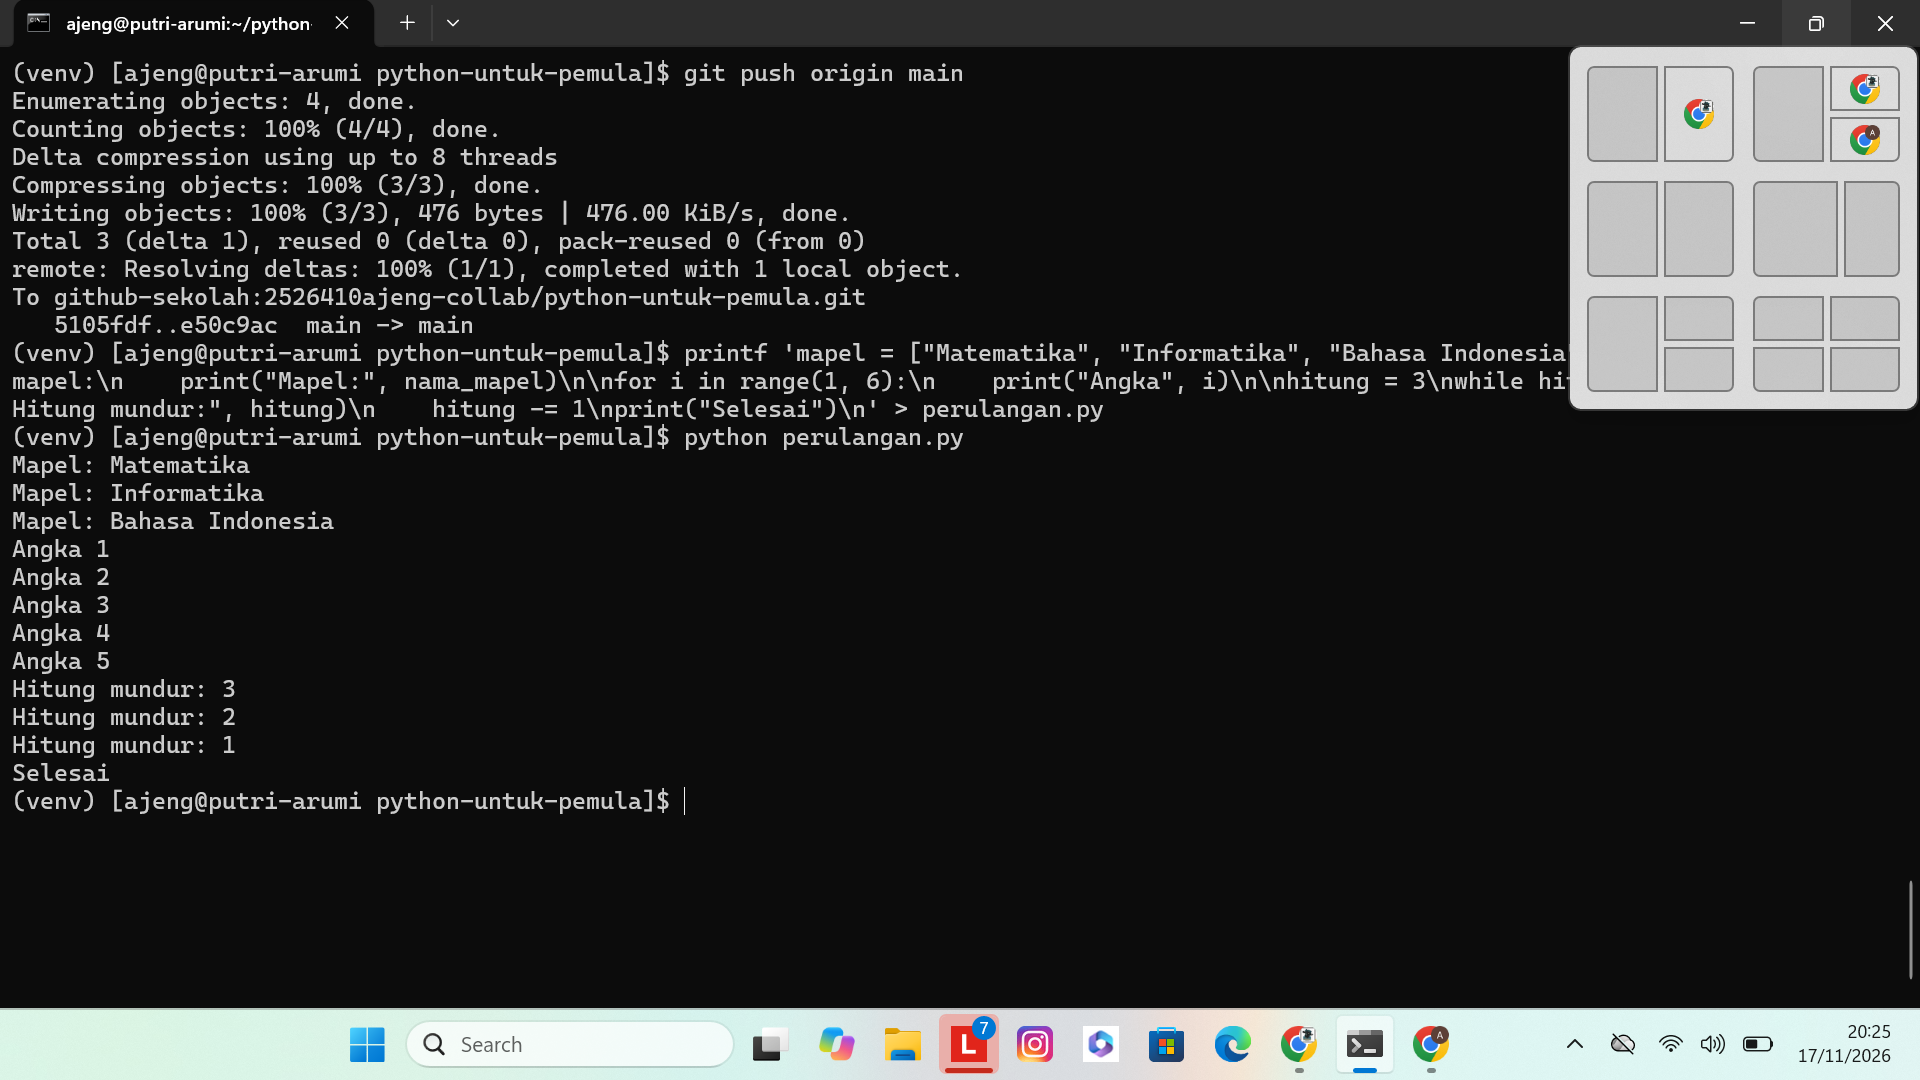 ajeng@putri-arumi:~/python-
(venv) [ajeng@putri-arumi python-untuk-pemula]$ git push origin main
Enumerating objects: 4, done.
Counting objects: 100% (4/4), done.
Delta compression using up to 8 threads
Compressing objects: 100% (3/3), done.
Writing objects: 100% (3/3), 476 bytes | 476.00 KiB/s, done.
Total 3 (delta 1), reused 0 (delta 0), pack-reused 0 (from 0)
remote: Resolving deltas: 100% (1/1), completed with 1 local object.
To github-sekolah:2526410ajeng-collab/python-untuk-pemula.git
   5105fdf..e50c9ac  main -> main
(venv) [ajeng@putri-arumi python-untuk-pemula]$ printf 'mapel = ["Matematika", "Informatika", "Bahasa Indonesia"
mapel:\n    print("Mapel:", nama_mapel)\n\nfor i in range(1, 6):\n    print("Angka", i)\n\nhitung = 3\nwhile hit
Hitung mundur:", hitung)\n    hitung -= 1\nprint("Selesai")\n' > perulangan.py
(venv) [ajeng@putri-arumi python-untuk-pemula]$ python perulangan.py
Mapel: Matematika
Mapel: Informatika
Mapel: Bahasa Indonesia
Angka 1
Angka 2
Angka 3
Angka 4
Angka 5
Hitung mundur: 3
Hitung mundur: 2
Hitung mundur: 1
Selesai
(venv) [ajeng@putri-arumi python-untuk-pemula]$
Search
L
7
A
20:25
17/11/2026